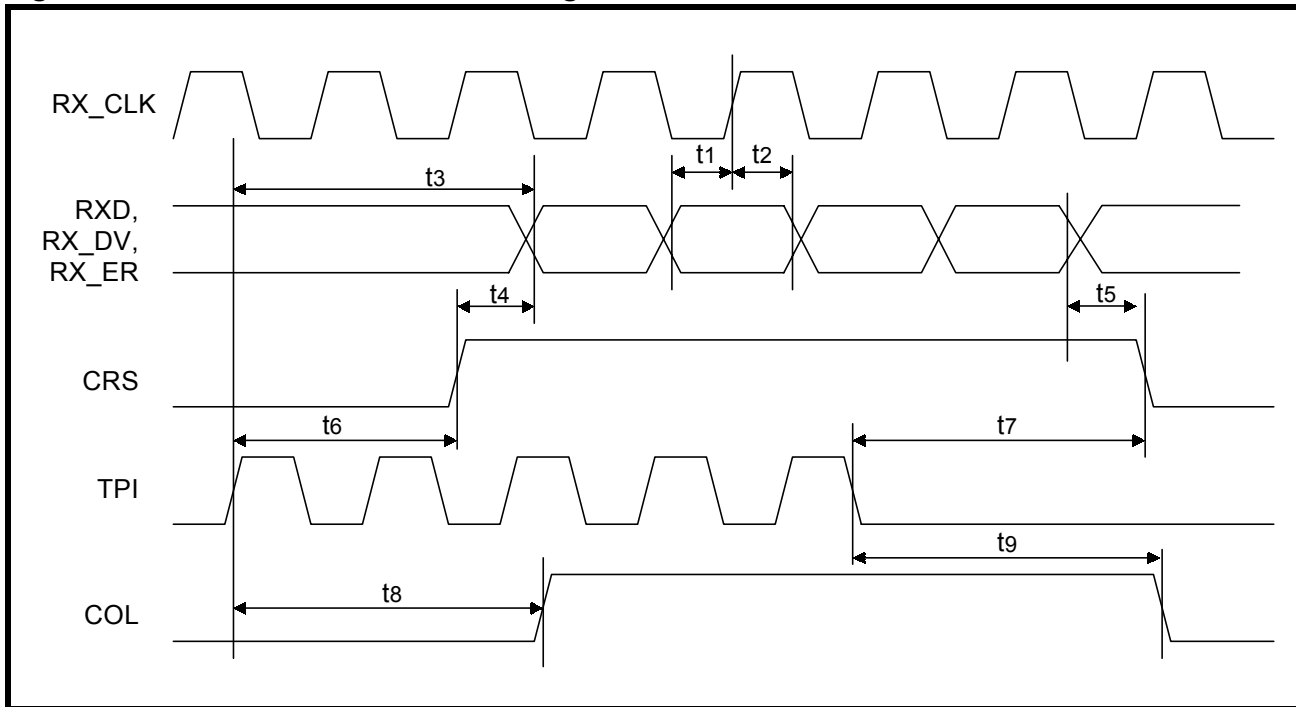 RX_CLK
t1
t2
t3
RXD,
RX_DV,
RX_ER
t4
t5
CRS
t6
t7
TPI
t9
t8
COL